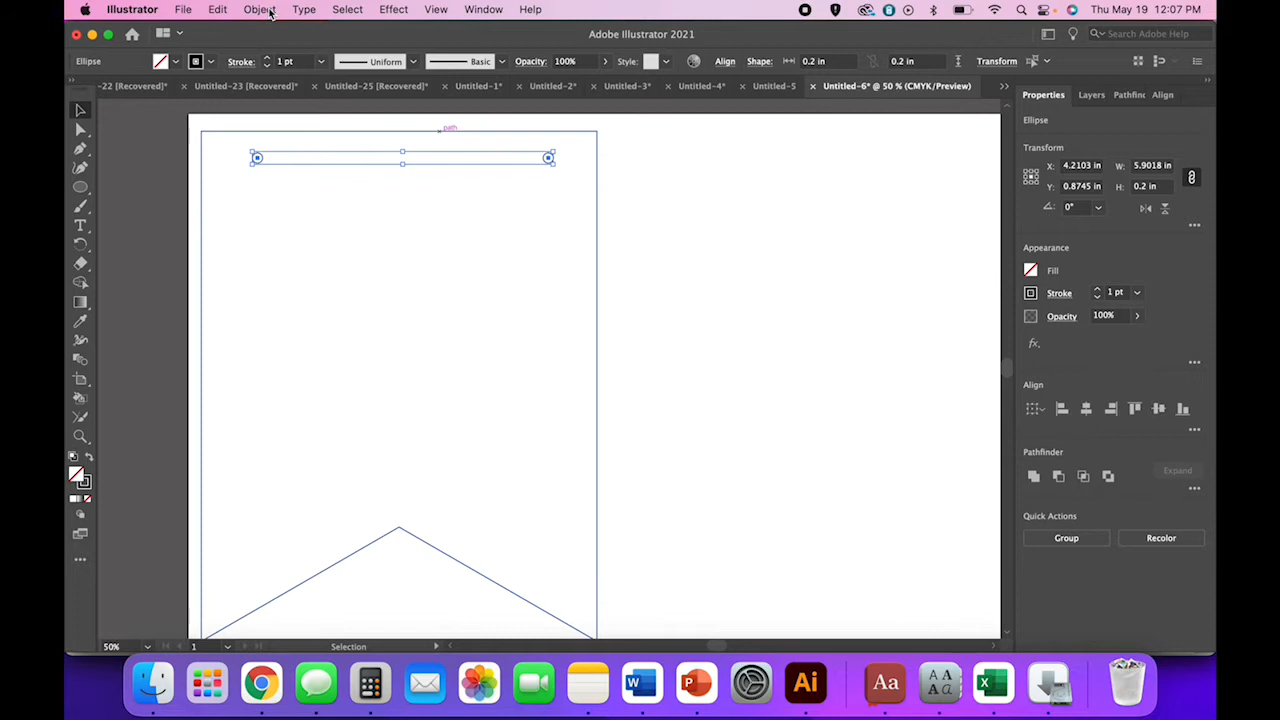 Illustrator File Edit Object Type Select Effect View Window Help Thu May 19 12:07 PM
Adobe Illustrator 2021 Search Adobe Help
Ellipse Stroke: 1 pt Uniform Basic Opacity: 100% Style: Align Shape: 0.2 in 0.2 in Transform
-22 [Recovered]* Untitled-23 [Recovered]* Untitled-25 [Recovered]* Untitled-1* Untitled-2* Untitled-3* Untitled-4* Untitled-5 Untitled-6* @ 50 % (CMYK/Preview)
Properties Layers Pathfinc Align
Ellipse
path
Transform
X: 4.2103 in W: 5.9018 in
Y: 0.8745 in H: 0.2 in
0°
Appearance
Fill
Stroke 1 pt
Opacity 100%
fx.
Align
Pathfinder
Expand
Quick Actions
Group Recolor
50% 1 Selection
W P Ai Aa A A a A X